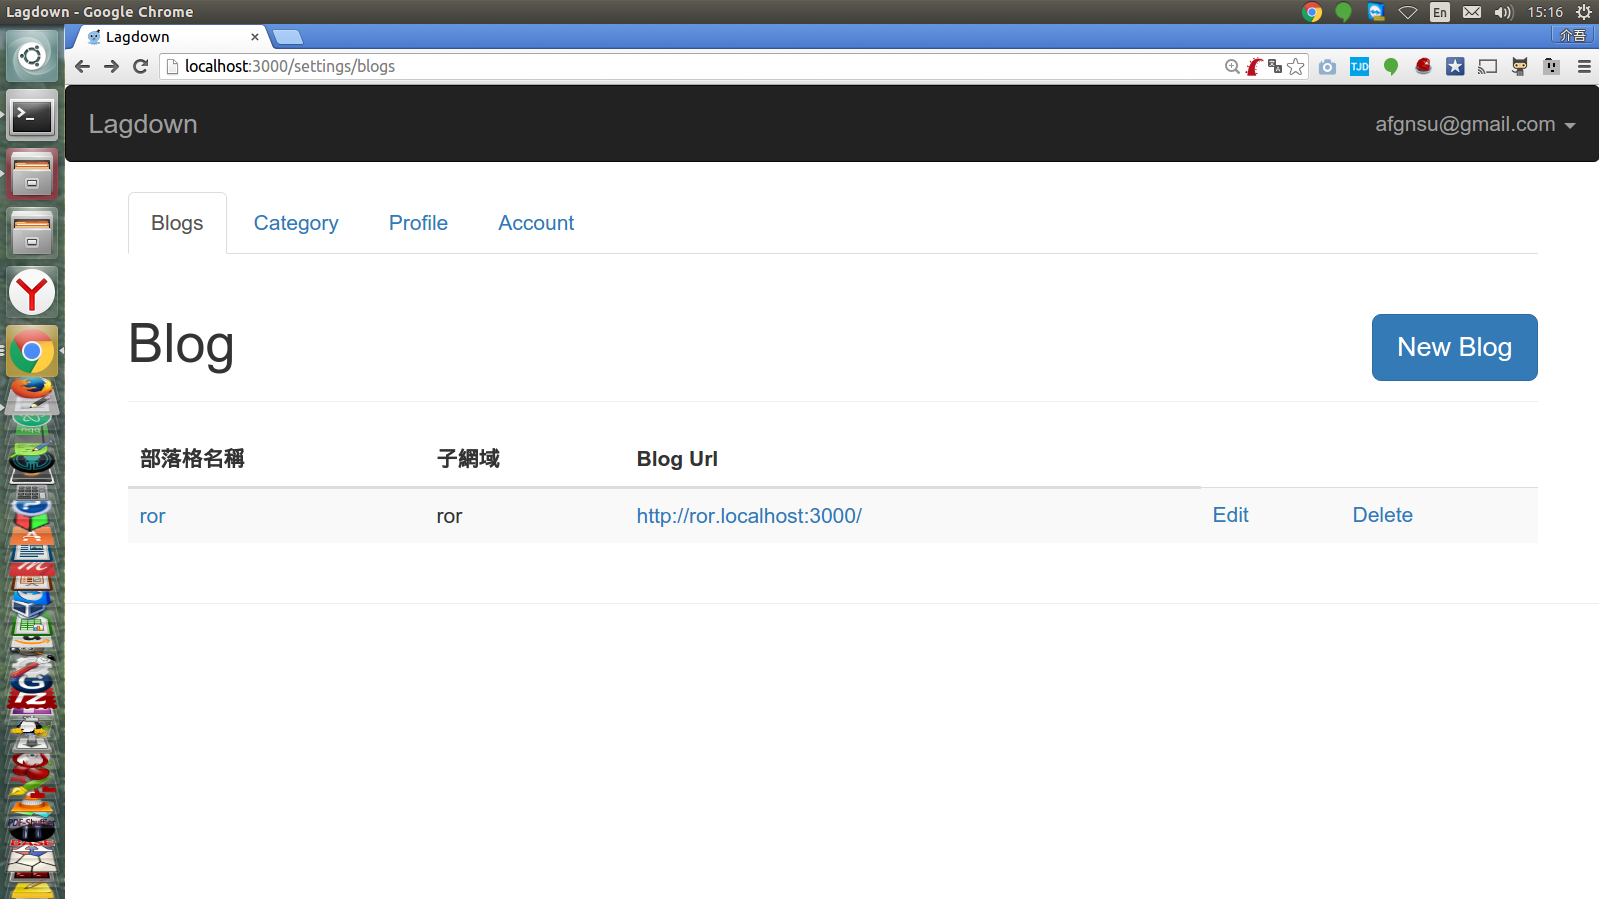 Lagdown - Google Chrome
En
15:16
Lagdown
介吾
localhost:3000/settings/blogs
TJD
Lagdown
afgnsu@gmail.com
Blogs
Category
Profile
Account
Blog
New Blog
部落格名稱
子網域
Blog Url
ror
ror
http://ror.localhost:3000/
Edit
Delete